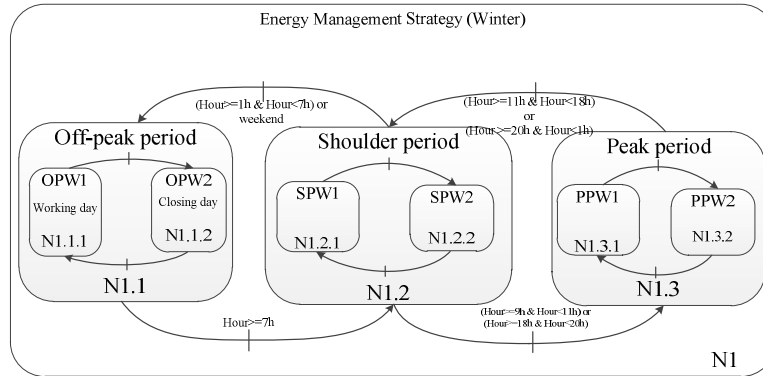 Energy Management Strategy (Winter)
(Hour>=1h & Hour<7h) or
weekend
(Hour>=11h & Hour<18h)
or
(Hour>=20h & Hour<1h)
Off-peak period
OPW1
Working day
N1.1.1
OPW2
Closing day
N1.1.2
N1.1
Shoulder period
SPW1
N1.2.1
SPW2
N1.2.2
N1.2
Peak period
PPW1
N1.3.1
PPW2
N1.3.2
N1.3
Hour>=7h
(Hour>=9h & Hour<11h) or
(Hour>=18h & Hour<20h)
N1